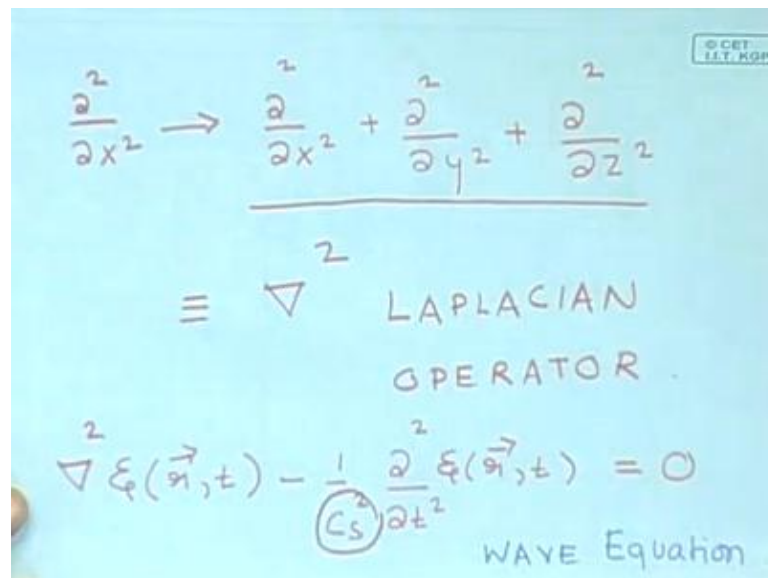 © CET
I.I.T. KGP
∂²/∂x² → ∂²/∂x² + ∂²/∂y² + ∂²/∂z²
≡ ∇² LAPLACIAN
OPERATOR.
∇² ξ(r⃗,t) - 1/Cs² ∂²/∂t² ξ(r⃗,t) = 0
WAVE Equation